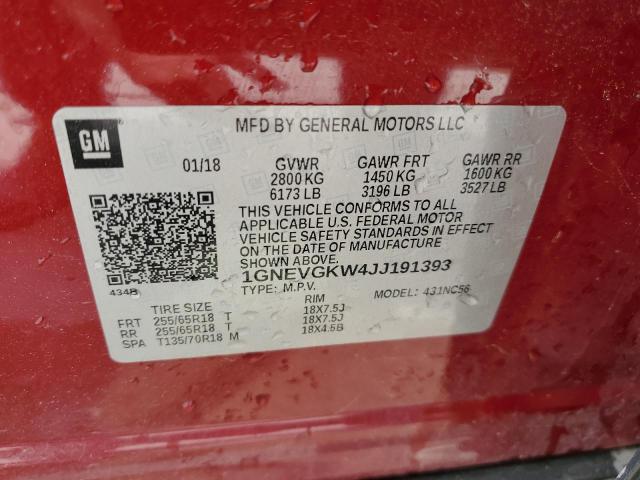 GM
MFD BY GENERAL MOTORS LLC
01/18 GVWR GAWR FRT GAWR RR
2800 KG 1450 KG 1600 KG
6173 LB 3196 LB 3527 LB
THIS VEHICLE CONFORMS TO ALL
APPLICABLE U.S. FEDERAL MOTOR
VEHICLE SAFETY STANDARDS IN EFFECT
ON THE DATE OF MANUFACTURE
SHOWN ABOVE.
1GNEVGKW4JJ191393
434B TYPE: M.P.V. MODEL: 431NC56
TIRE SIZE RIM
FRT 255/65R18 T 18X7.5J
RR 255/65R18 T 18X7.5J
SPA T135/70R18 M 18X4.5B